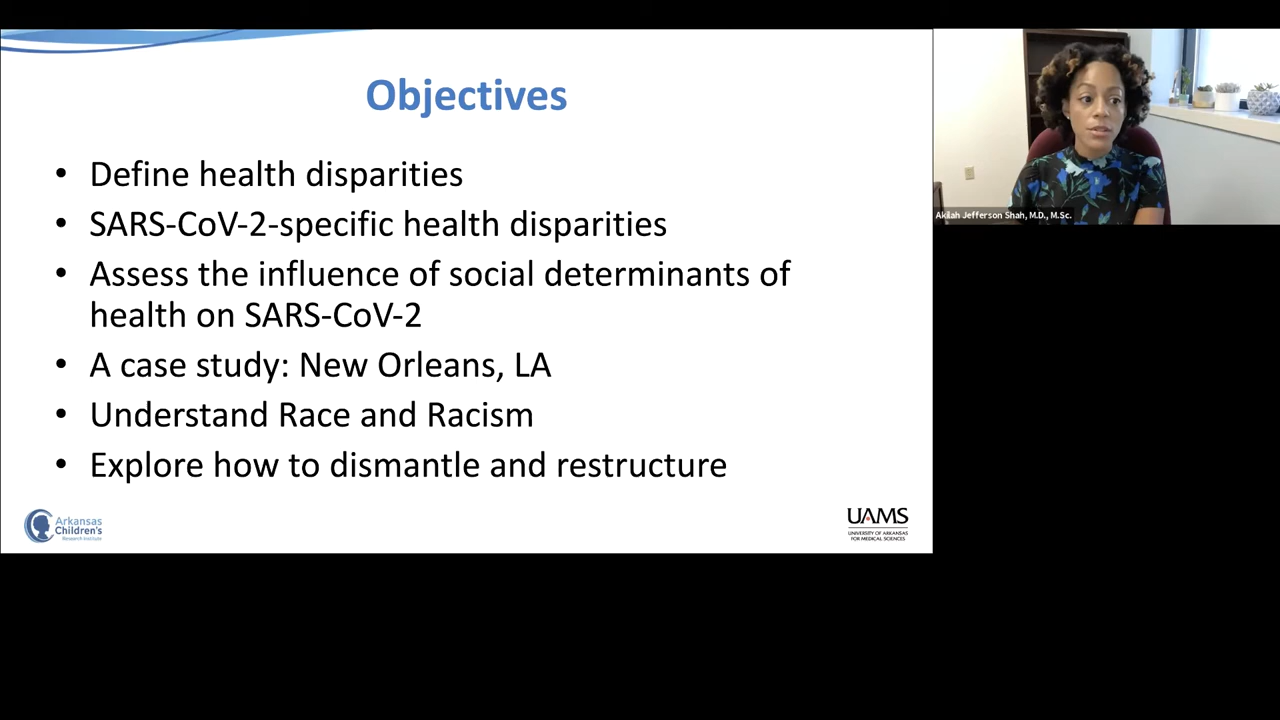 Objectives
• Define health disparities
• SARS-CoV-2-specific health disparities
• Assess the influence of social determinants of
health on SARS-CoV-2
• A case study: New Orleans, LA
• Understand Race and Racism
• Explore how to dismantle and restructure
Arkansas
Children's
Research Institute
UAMS
UNIVERSITY OF ARKANSAS
FOR MEDICAL SCIENCES
Akilah Jefferson Shah, M.D., M.Sc.